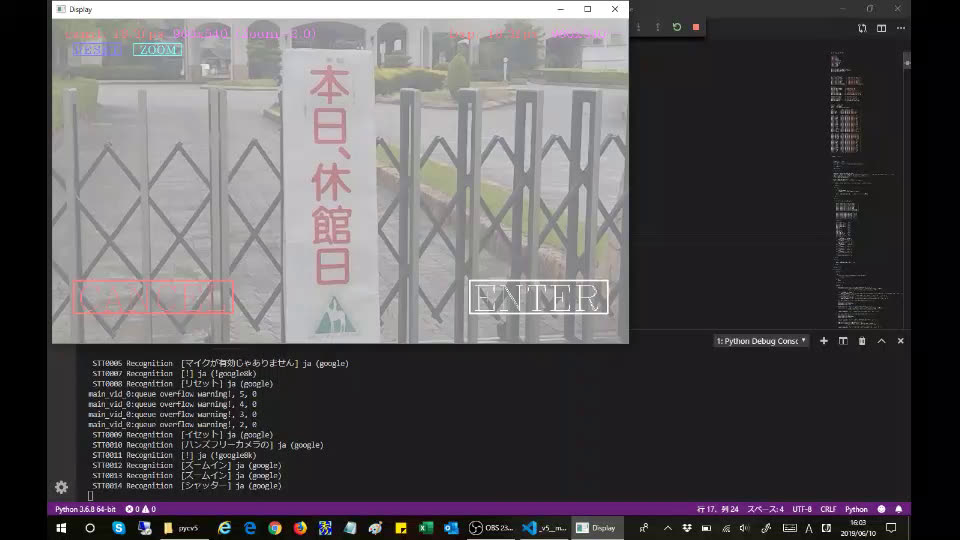 Display
MENU
ZOOM
本日、休館日
CANCEL
ENTER
1: Python Debug Consc
STT0005 Recognition [マイクが有効じゃありません] ja (google)
STT0007 Recognition [!] ja (!google8k)
STT0008 Recognition [リセット] ja (google)
main_vid_0:queue overflow warning!, 5, 0
main_vid_0:queue overflow warning!, 4, 0
main_vid_0:queue overflow warning!, 3, 0
main_vid_0:queue overflow warning!, 2, 0
STT0009 Recognition [イセット] ja (google)
STT0010 Recognition [ハンズフリーカメラの] ja (google)
STT0011 Recognition [!] ja (!google8k)
STT0012 Recognition [ズームイン] ja (google)
STT0013 Recognition [ズームイン] ja (google)
STT0014 Recognition [シャッター] ja (google)
Python 3.6.8 64-bit 0 0 行 17、列 24 スペース: 4 UTF-8 CRLF Python
pycv5 OBS 23... _v5_m... Display A 16:03
2019/06/10